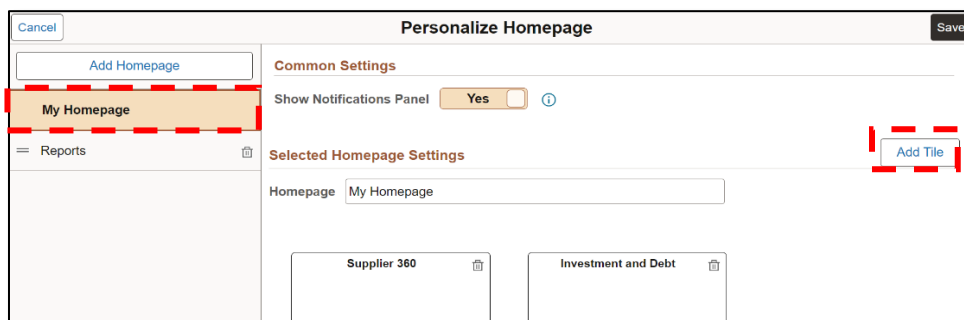 Cancel
Personalize Homepage
Save
Add Homepage
My Homepage
Reports
Common Settings
Show Notifications Panel Yes
Selected Homepage Settings
Add Tile
Homepage My Homepage
Supplier 360
Investment and Debt